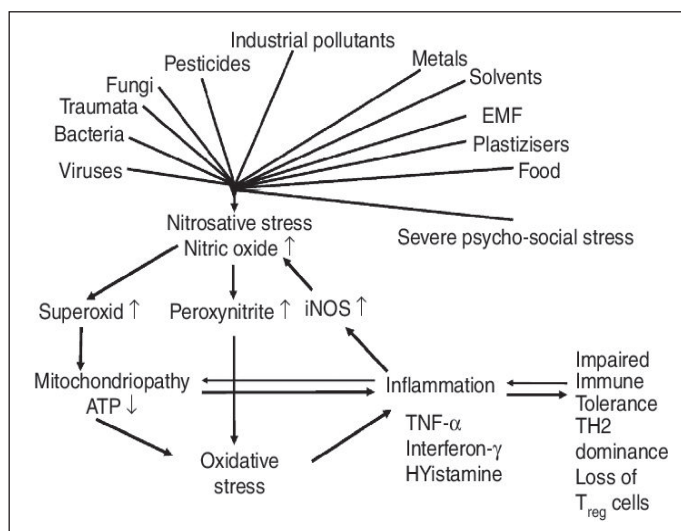 Industrial pollutants
Pesticides
Fungi
Traumata
Bacteria
Viruses
Metals
Solvents
EMF
Plastizisers
Food
Severe psycho-social stress
Nitrosative stress
Nitric oxide ↑
Superoxid ↑
Peroxynitrite ↑
iNOS ↑
Mitochondriopathy
ATP ↓
Oxidative
stress
Inflammation
TNF-α
Interferon-γ
HYistamine
Impaired
Immune
Tolerance
TH2
dominance
Loss of
Treg cells